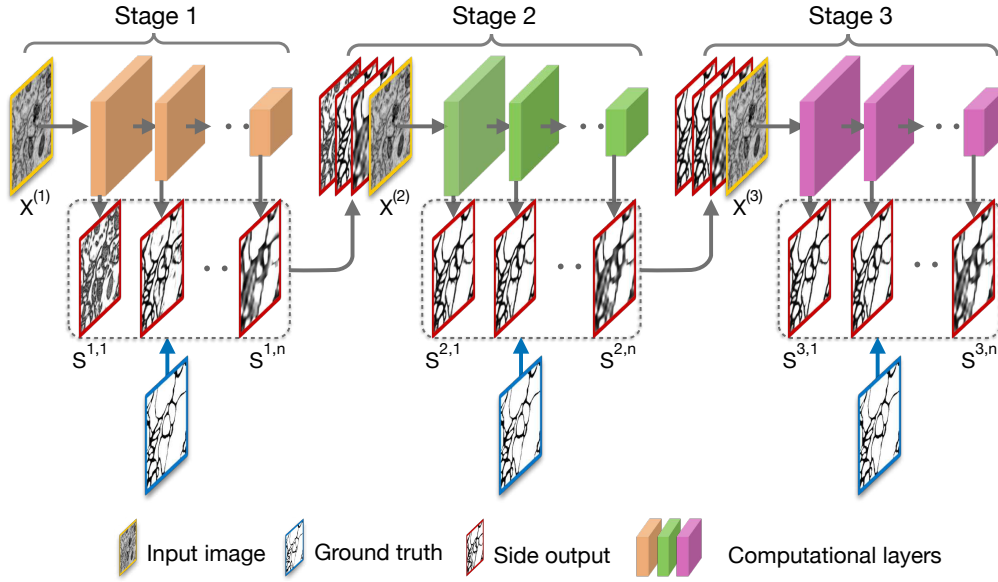 Stage 1 Stage 2 Stage 3
X(1) X(2) X(3)
S1,1 S1,n S2,1 S2,n S3,1 S3,n
Input image Ground truth Side output Computational layers